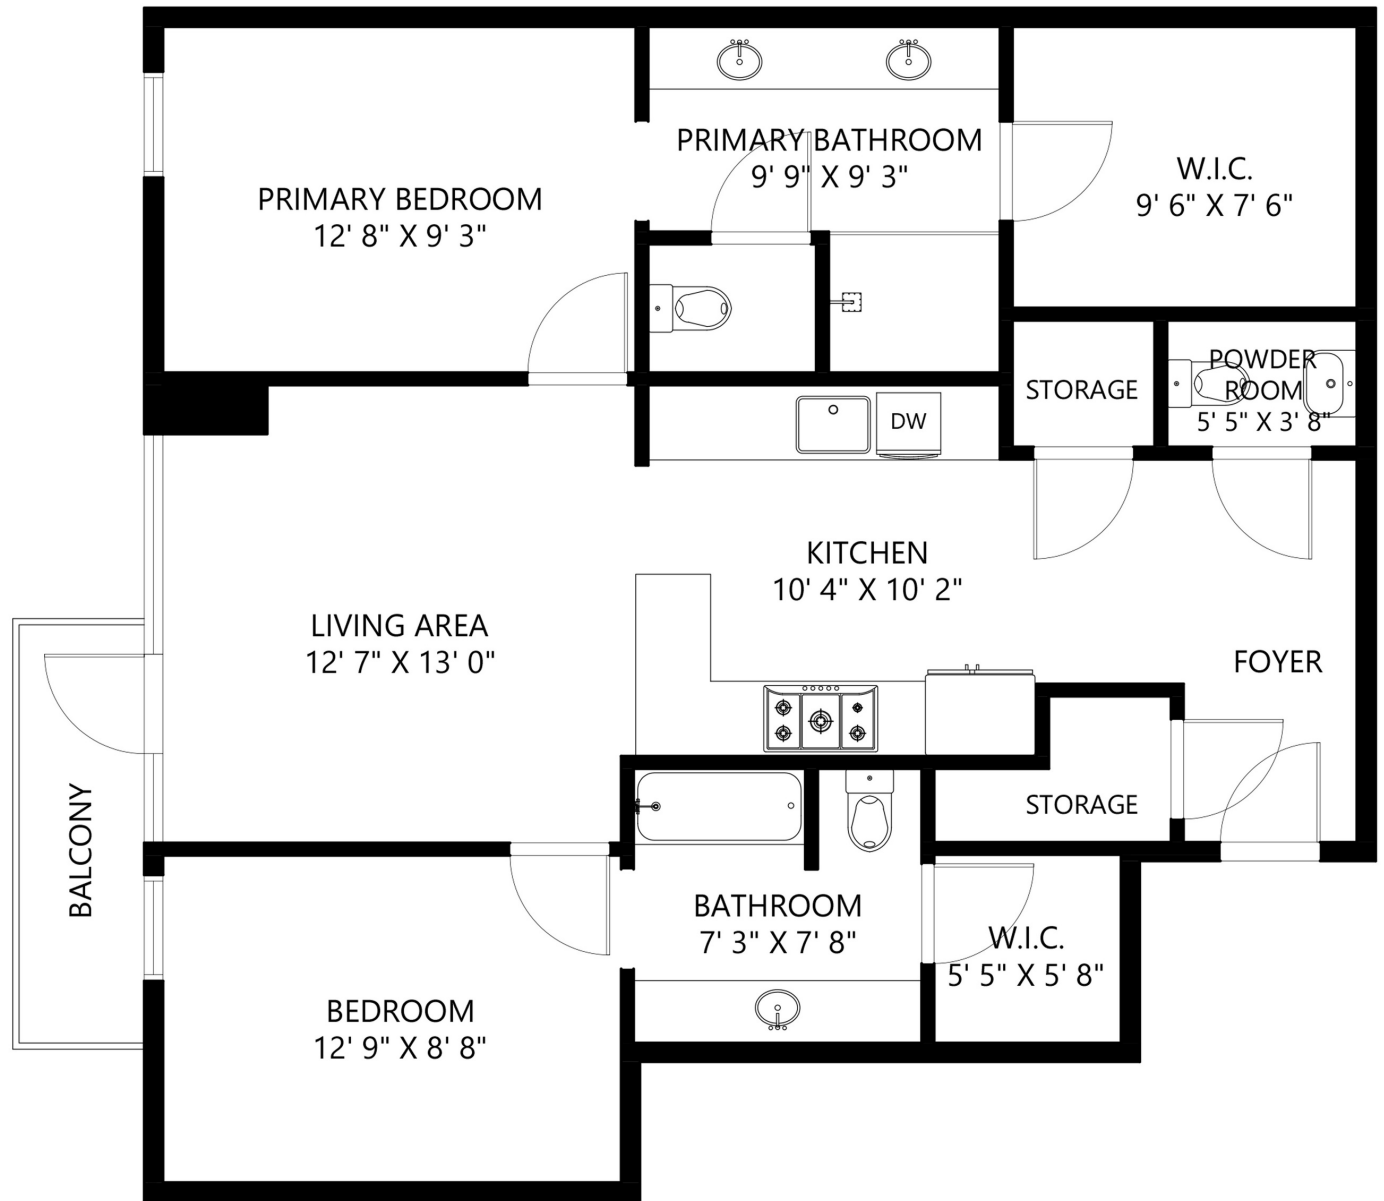 PRIMARY BATHROOM
9' 9" X 9' 3"
W.I.C.
9' 6" X 7' 6"
PRIMARY BEDROOM
12' 8" X 9' 3"
STORAGE
POWDER
ROOM
5' 5" X 3' 8"
DW
KITCHEN
10' 4" X 10' 2"
LIVING AREA
12' 7" X 13' 0"
FOYER
BALCONY
STORAGE
BATHROOM
7' 3" X 7' 8"
W.I.C.
5' 5" X 5' 8"
BEDROOM
12' 9" X 8' 8"